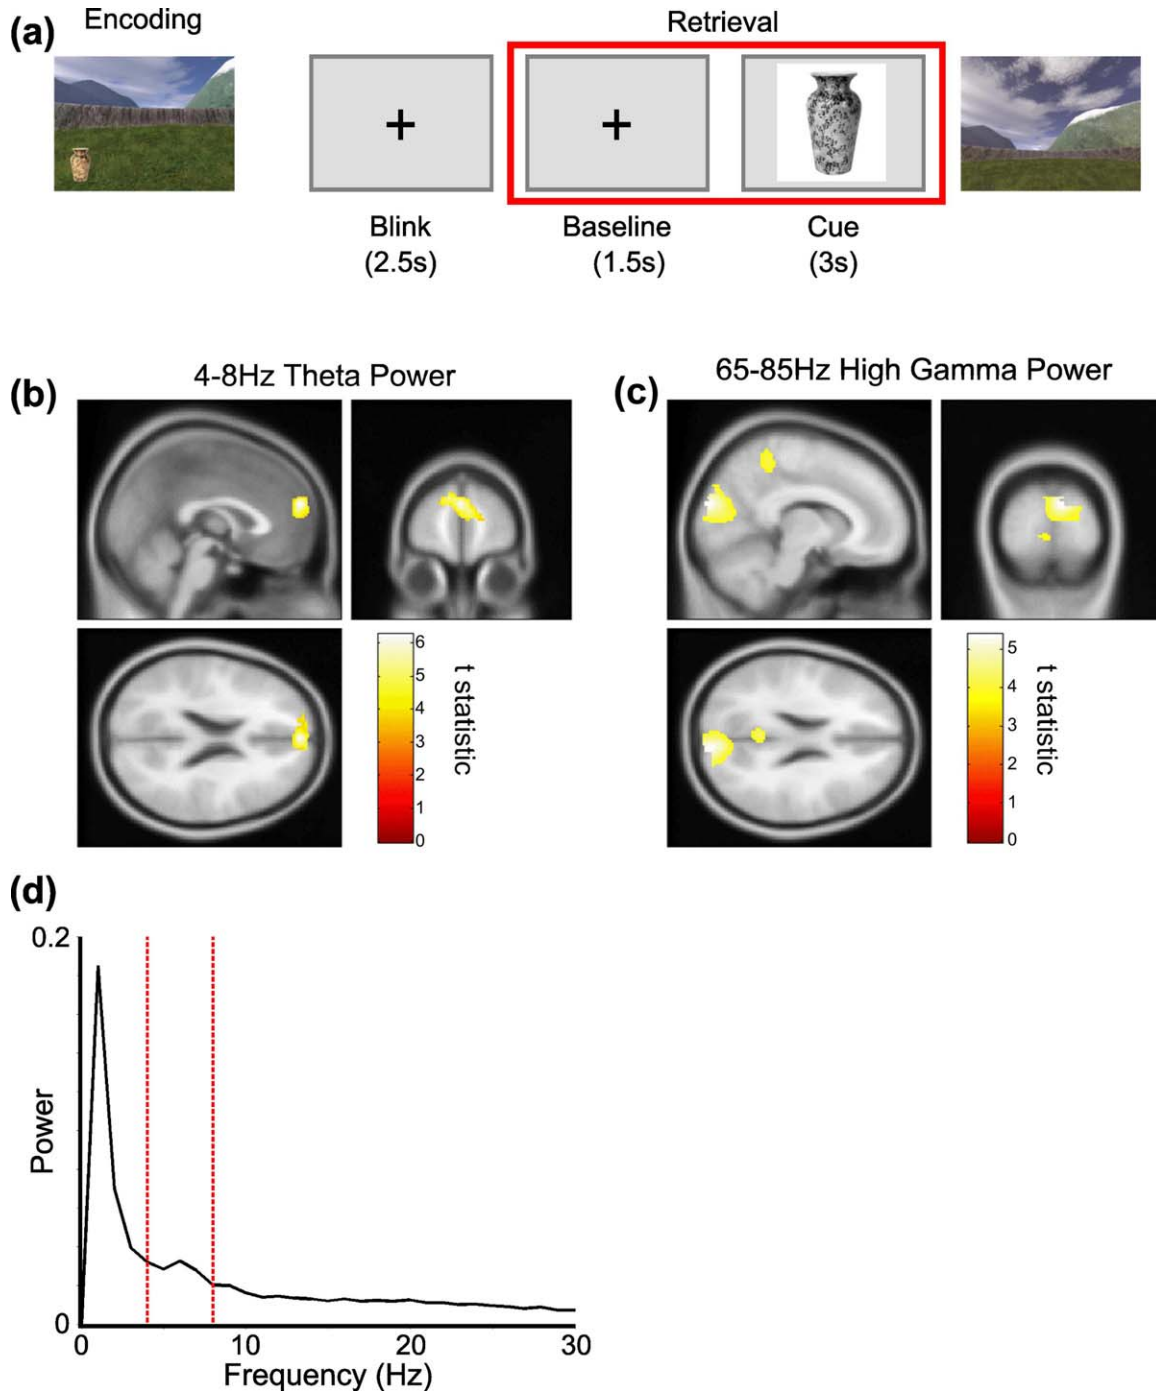 (a)
Encoding
Retrieval
Blink
(2.5s)
Baseline
(1.5s)
Cue
(3s)
(b)
4-8Hz Theta Power
6
5
4
3
2
1
0
t statistic
(c)
65-85Hz High Gamma Power
5
4
3
2
1
0
t statistic
(d)
0.2
Power
0
0
10
20
30
Frequency (Hz)